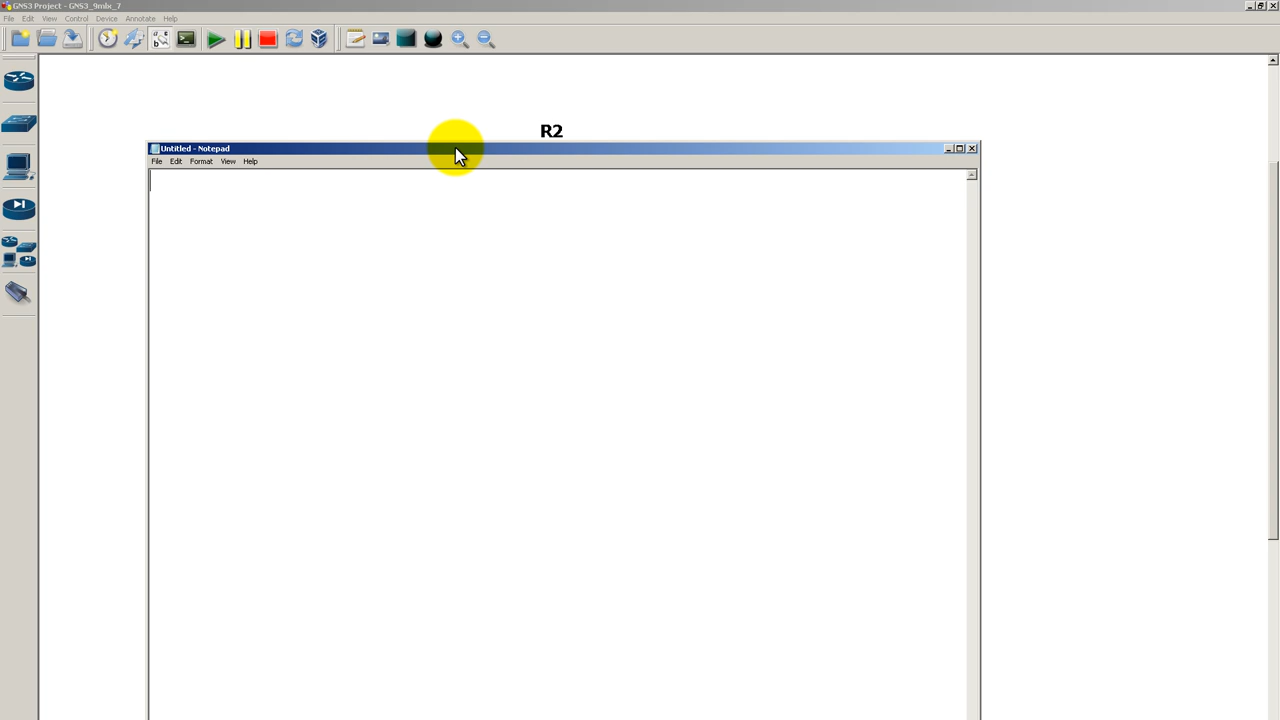 GNS3 Project - GNS3_9mlx_7
File Edit View Control Device Annotate Help
R2
Untitled - Notepad
File Edit Format View Help